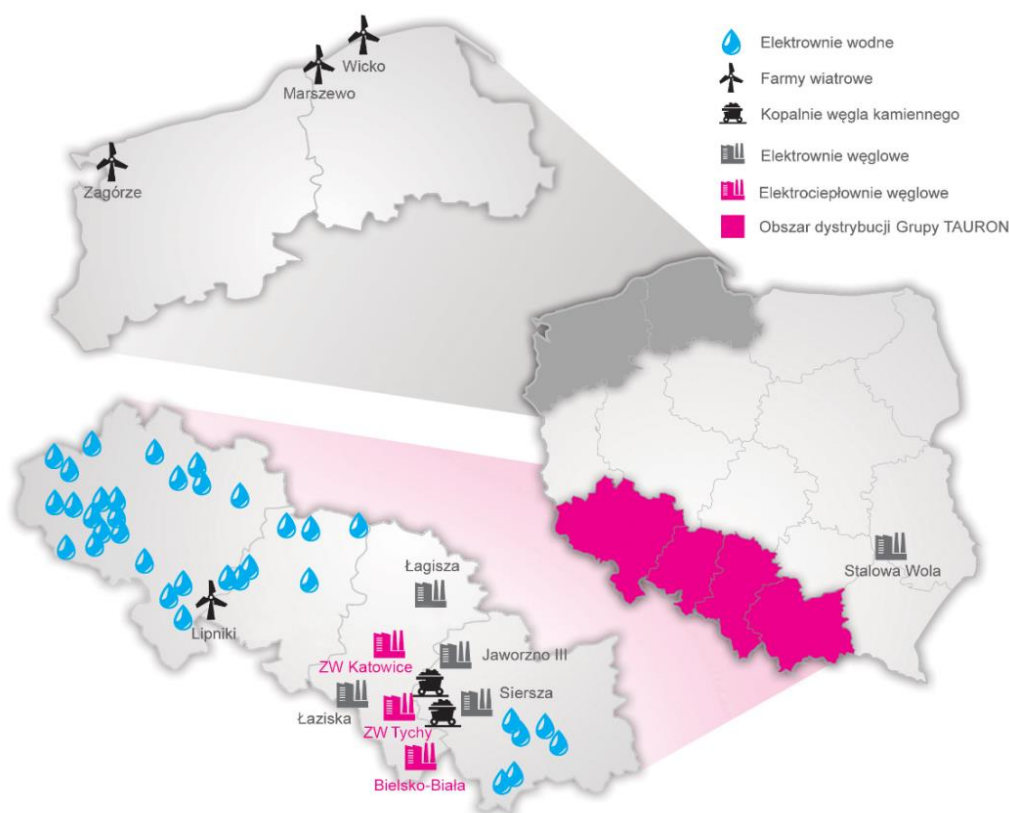 Wicko
Marszewo
Zagórze
Elektrownie wodne
Farmy wiatrowe
Kopalnie węgla kamiennego
Elektrownie węglowe
Elektrociepłownie węglowe
Obszar dystrybucji Grupy TAURON
Stalowa Wola
Łagisza
Lipniki
ZW Katowice
Jaworzno III
Siersza
Łaziska
ZW Tychy
Bielsko-Biała